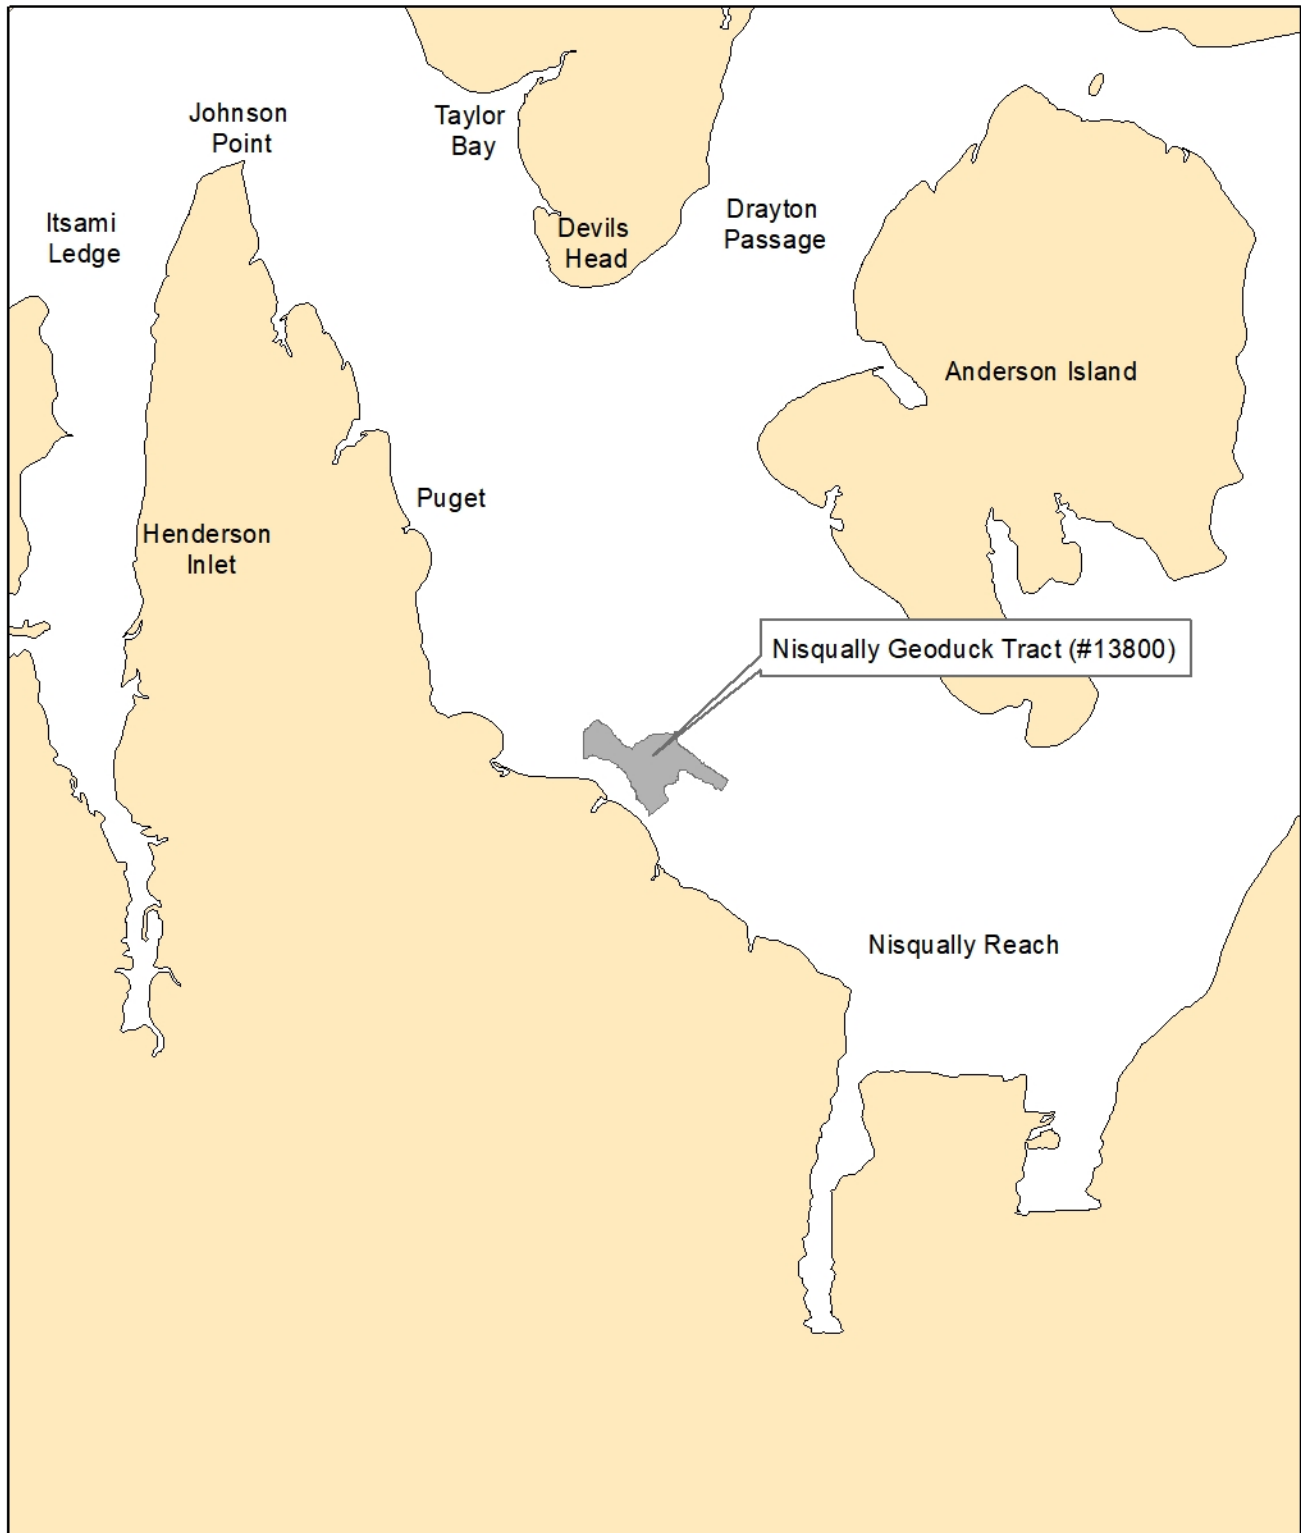 Johnson
Point
Taylor
Bay
Itsami
Ledge
Devils
Head
Drayton
Passage
Anderson Island
Puget
Henderson
Inlet
Nisqually Geoduck Tract (#13800)
Nisqually Reach